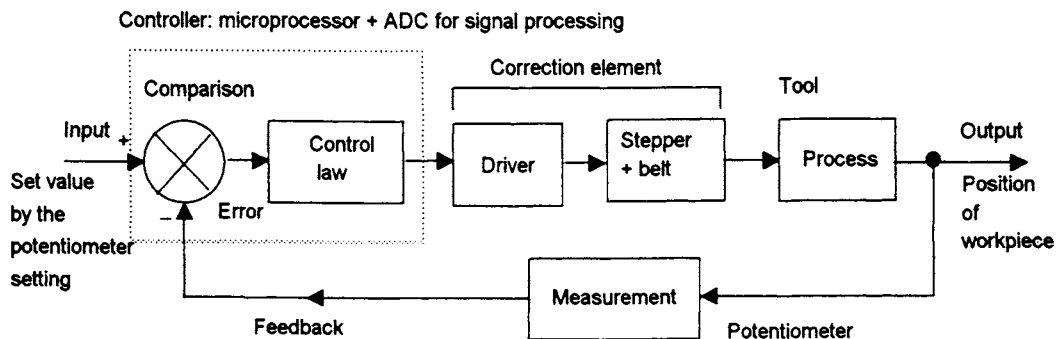 Controller: microprocessor + ADC for signal processing
Correction element
Comparison
Tool
Input
+
Control
law
Driver
Stepper
+ belt
Process
Output
Set value
by the
potentiometer
setting
−
Error
Position
of
workpiece
Measurement
Feedback
Potentiometer